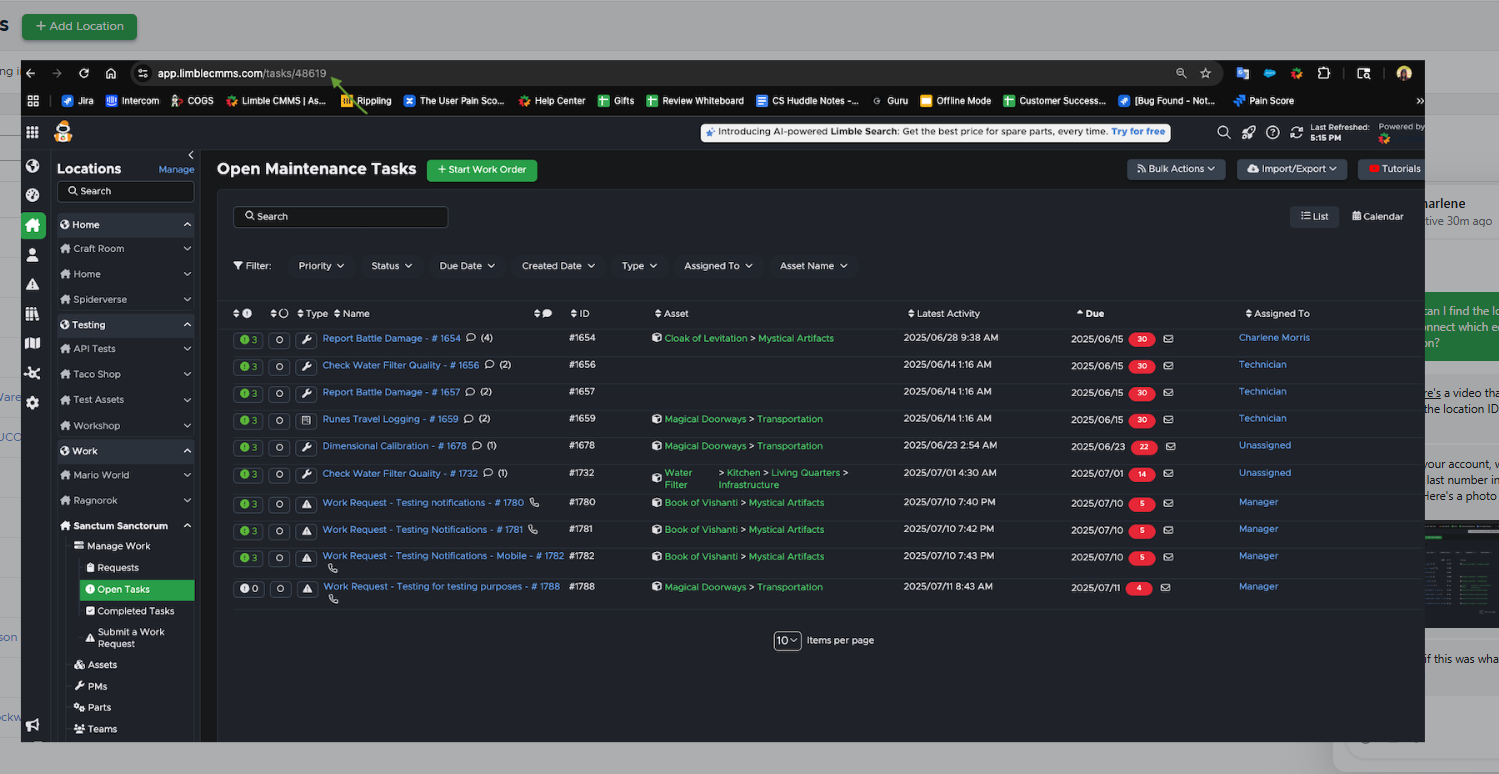 + Add Location
app.limblecmms.com/tasks/48619
Jira
Intercom
COGS
Limble CMMS | As...
Rippling
The User Pain Sco...
Help Center
Gifts
Review Whiteboard
CS Huddle Notes -...
Guru
Offline Mode
Customer Success...
[Bug Found - Not...
Pain Score
Introducing AI-powered Limble Search: Get the best price for spare parts, every time. Try for free
Last Refreshed:
5:15 PM
Powered by
Locations
Manage
Search
Home
Craft Room
Home
Spiderverse
Testing
API Tests
Taco Shop
Test Assets
Workshop
Work
Mario World
Ragnorok
Sanctum Sanctorum
Manage Work
Requests
Open Tasks
Completed Tasks
Submit a Work
Request
Assets
PMs
Parts
Teams
Open Maintenance Tasks
+ Start Work Order
Bulk Actions
Import/Export
Tutorials
Search
List
Calendar
Filter:
Priority
Status
Due Date
Created Date
Type
Assigned To
Asset Name
Type Name ID Asset Latest Activity Due Assigned To
3 Report Battle Damage - # 1654 (4) #1654 Cloak of Levitation > Mystical Artifacts 2025/06/28 9:38 AM 2025/06/15 30 Charlene Morris
3 Check Water Filter Quality - # 1656 (2) #1656 2025/06/14 1:16 AM 2025/06/15 30 Technician
3 Report Battle Damage - # 1657 (2) #1657 2025/06/14 1:16 AM 2025/06/15 30 Technician
3 Runes Travel Logging - # 1659 (2) #1659 Magical Doorways > Transportation 2025/06/14 1:16 AM 2025/06/15 30 Technician
3 Dimensional Calibration - # 1678 (1) #1678 Magical Doorways > Transportation 2025/06/23 2:54 AM 2025/06/23 22 Unassigned
3 Check Water Filter Quality - # 1732 (1) #1732 Water Filter > Kitchen > Living Quarters > Infrastructure 2025/07/01 4:30 AM 2025/07/01 14 Unassigned
3 Work Request - Testing notifications - # 1780 #1780 Book of Vishanti > Mystical Artifacts 2025/07/10 7:40 PM 2025/07/10 5 Manager
3 Work Request - Testing Notifications - # 1781 #1781 Book of Vishanti > Mystical Artifacts 2025/07/10 7:42 PM 2025/07/10 5 Manager
3 Work Request - Testing Notifications - Mobile - # 1782 #1782 Book of Vishanti > Mystical Artifacts 2025/07/10 7:43 PM 2025/07/10 5 Manager
0 Work Request - Testing for testing purposes - # 1788 #1788 Magical Doorways > Transportation 2025/07/11 8:43 AM 2025/07/11 4 Manager
10 Items per page
arlene
tive 30m ago
can I find the lo
nnect which e
on?
re's a video tha
the location ID
your account, w
last number in
Here's a photo
if this was wha